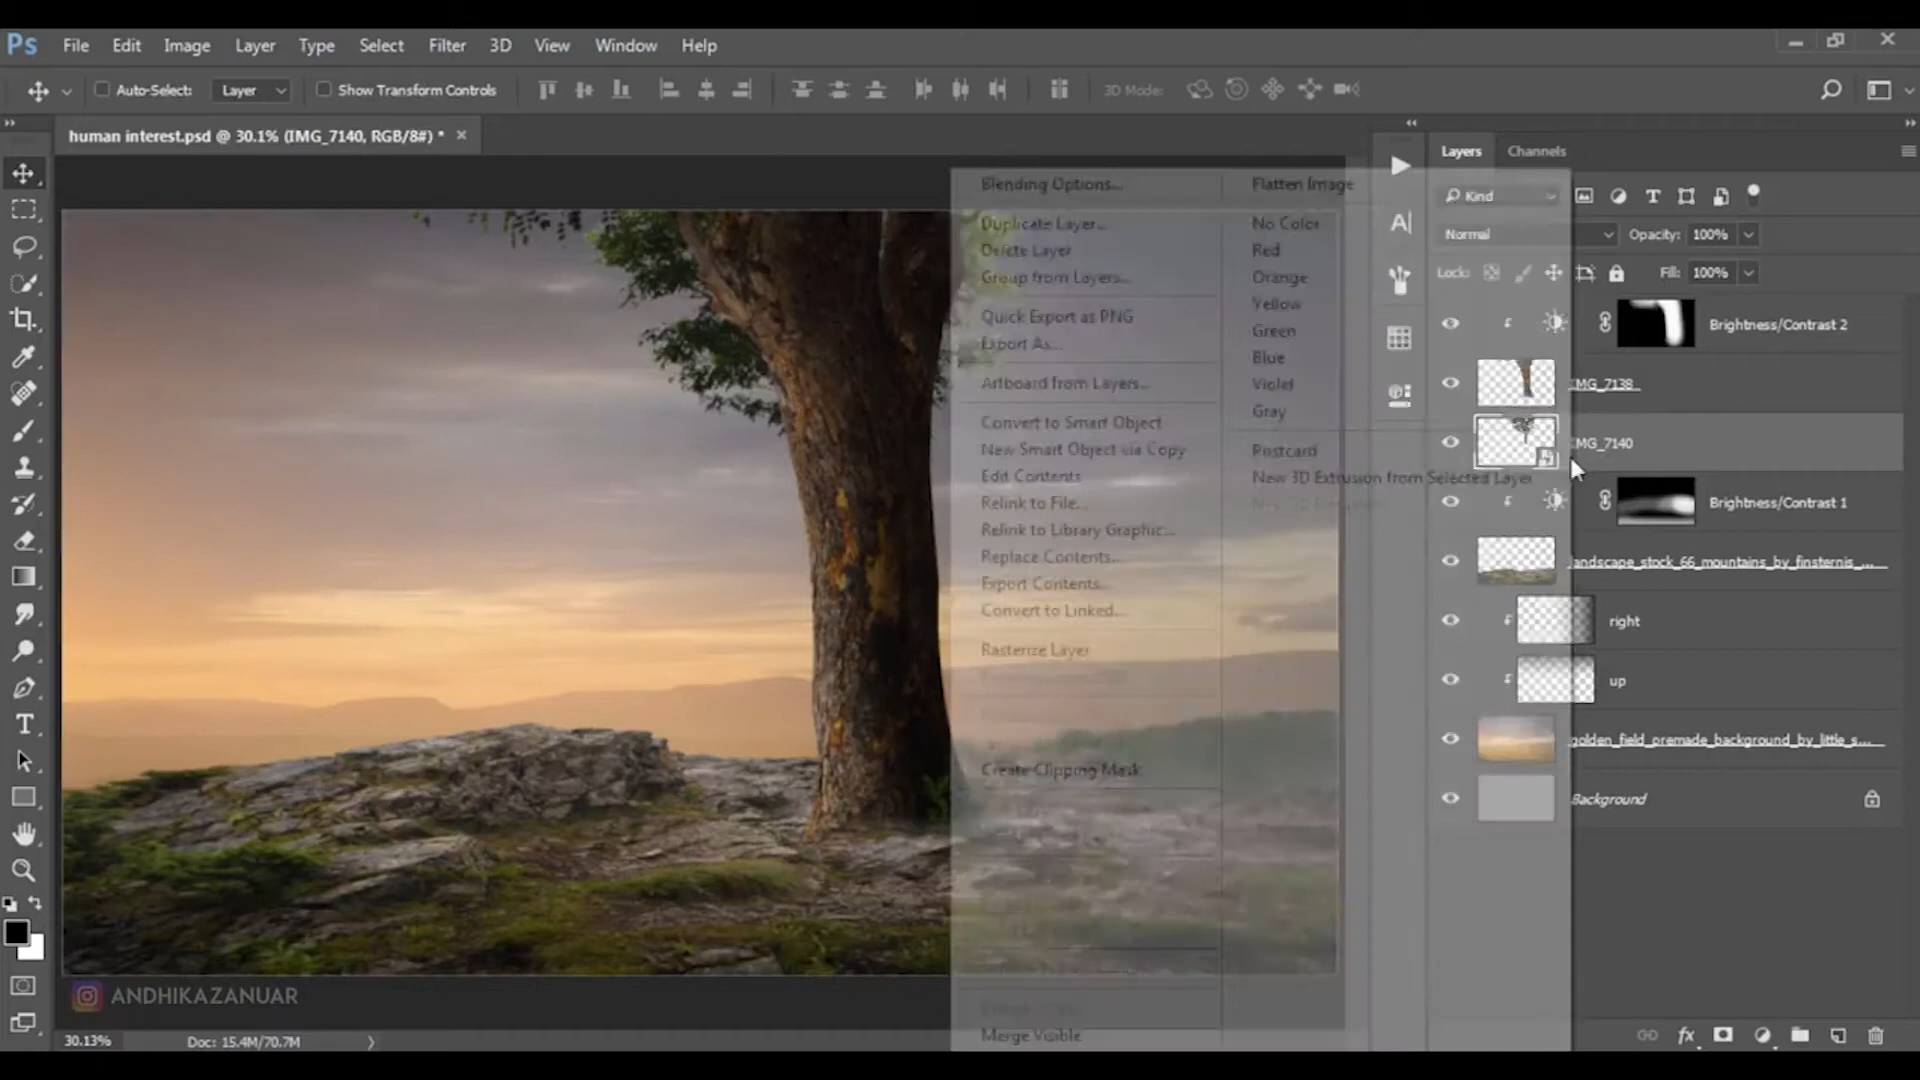 Ps File Edit Image Layer Type Select Filter 3D View Window Help
Auto-Select: Layer Show Transform Controls 3D Mode:
human interest.psd @ 30.1% (IMG_7140, RGB/8#) *
Layers Channels
Kind
Normal Opacity: 100%
Lock: Fill: 100%
Brightness/Contrast 2
IMG_7138
IMG_7140
Brightness/Contrast 1
landscape_stock_66_mountains_by_finsternis_...
right
up
golden_field_premade_background_by_little_s...
Background
Blending Options...
Duplicate Layer...
Delete Layer
Group from Layers...
Quick Export as PNG
Export As...
Artboard from Layers...
Convert to Smart Object
New Smart Object via Copy
Edit Contents
Relink to File...
Relink to Library Graphic...
Replace Contents...
Export Contents...
Convert to Linked...
Rasterize Layer
Create Clipping Mask
Merge Visible
Flatten Image
No Color
Red
Orange
Yellow
Green
Blue
Violet
Gray
Postcard
New 3D Extrusion from Selected Layer
ANDHIKAZANUAR
30.13% Doc: 15.4M/70.7M